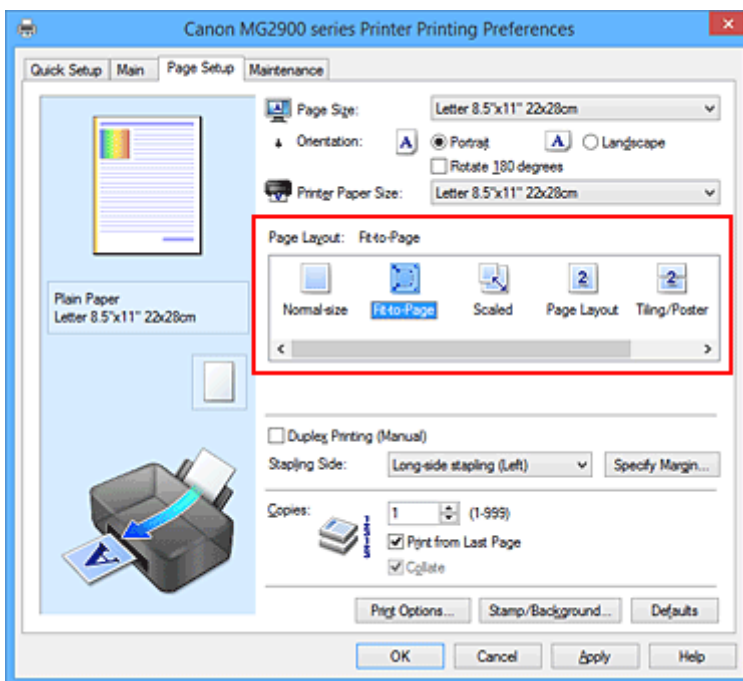 Canon MG2900 series Printer Printing Preferences
Quick Setup Main Page Setup Maintenance
Page Size: Letter 8.5"x11" 22x28cm
Orientation: A Portrait A Landscape
Rotate 180 degrees
Printer Paper Size: Letter 8.5"x11" 22x28cm
Page Layout: Fit-to-Page
2 2
Normal-size Fit-to-Page Scaled Page Layout Tiling/Poster
Plain Paper
Letter 8.5"x11" 22x28cm
Duplex Printing (Manual)
Stapling Side: Long-side stapling (Left) Specify Margin...
Copies: 1 (1-999)
Print from Last Page
Collate
A
Print Options... Stamp/Background... Defaults
OK Cancel Apply Help